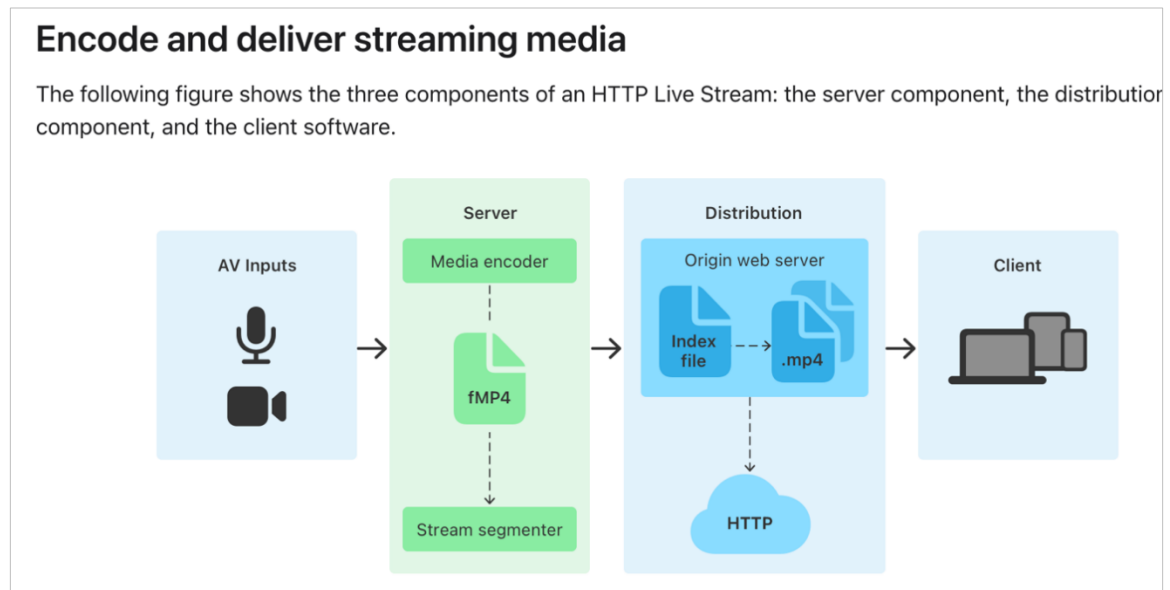 Encode and deliver streaming media
The following figure shows the three components of an HTTP Live Stream: the server component, the distribution
component, and the client software.
AV Inputs
Server
Media encoder
fMP4
Stream segmenter
Distribution
Origin web server
Index
file
.mp4
HTTP
Client